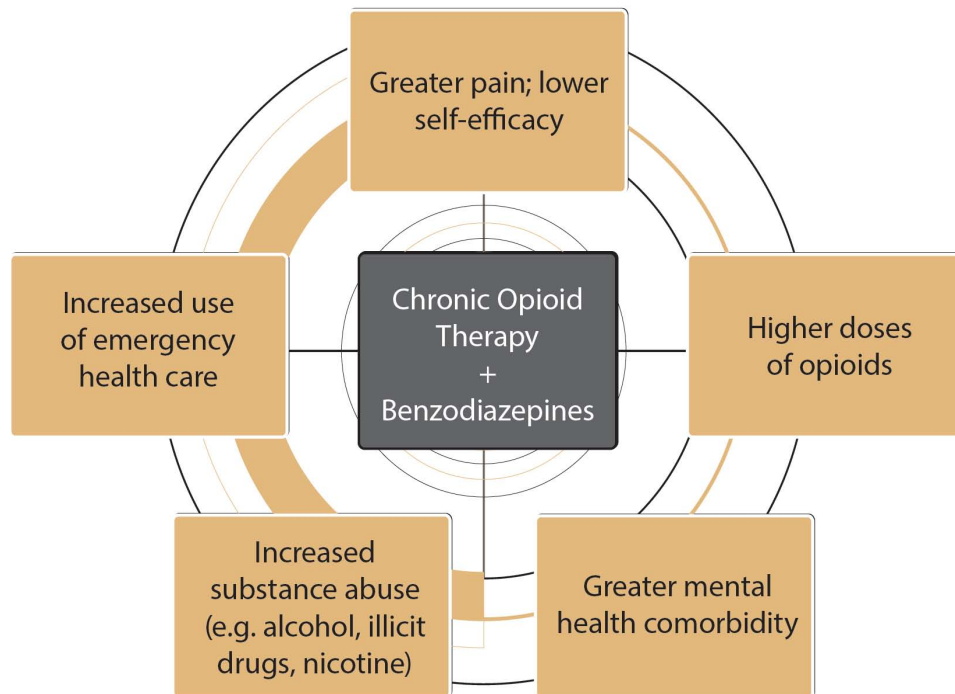 Greater pain; lower
self-efficacy
Increased use
of emergency
health care
Chronic Opioid
Therapy
+
Benzodiazepines
Higher doses
of opioids
Increased
substance abuse
(e.g. alcohol, illicit
drugs, nicotine)
Greater mental
health comorbidity